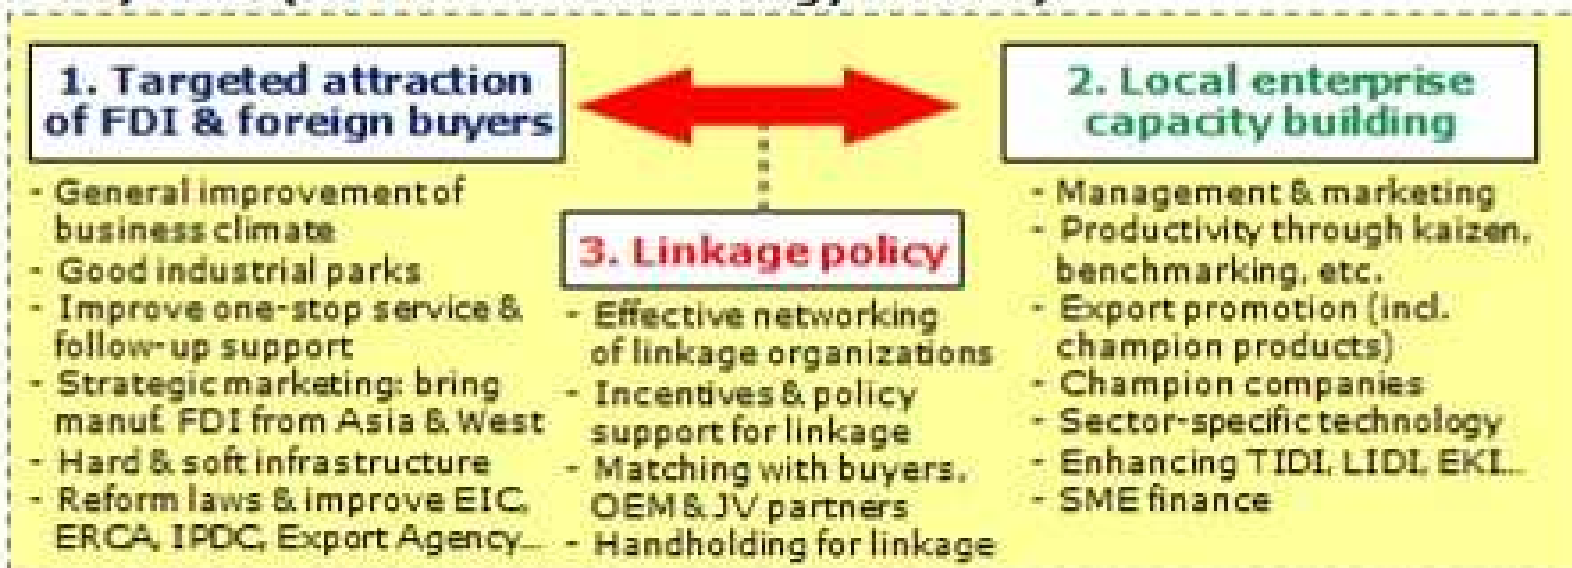 1. Targeted attraction
of FDI & foreign buyers
- General improvement of
business climate
- Good industrial parks
- Improve one-stop service &
follow-up support
- Strategic marketing: bring
manuf. FDI from Asia & West
- Hard & soft infrastructure
- Reform laws & improve EIC,
ERCA, IPDC, Export Agency...
3. Linkage policy
- Effective networking
of linkage organizations
- Incentives & policy
support for linkage
- Matching with buyers,
OEM & JV partners
- Handholding for linkage
2. Local enterprise
capacity building
- Management & marketing
- Productivity through kaizen,
benchmarking, etc.
- Export promotion (incl.
champion products)
- Champion companies
- Sector-specific technology
- Enhancing TIDI, LIDI, EKI...
- SME finance